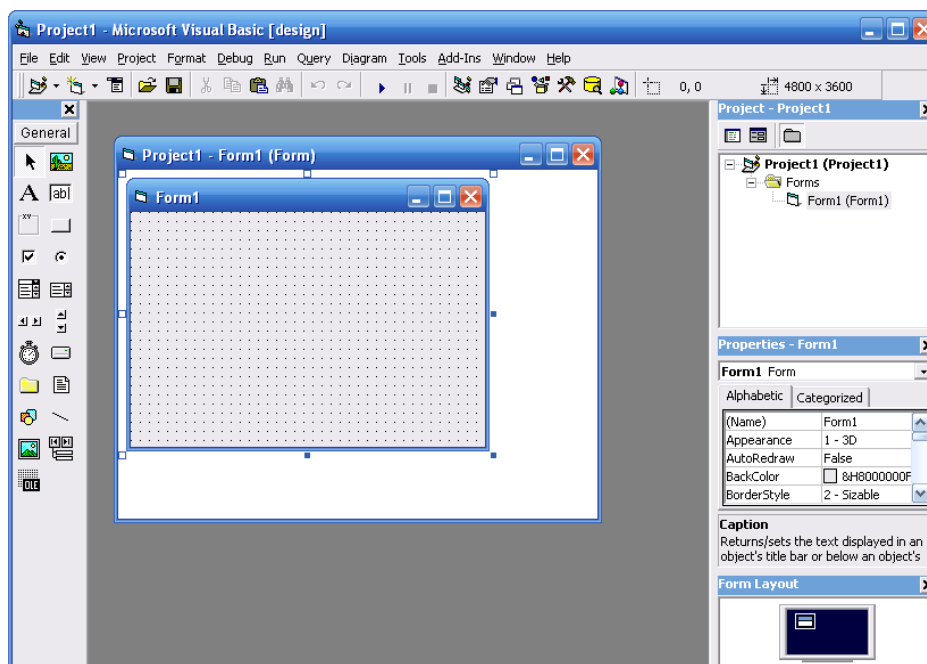 Project1 - Microsoft Visual Basic [design]
File Edit View Project Format Debug Run Query Diagram Tools Add-Ins Window Help
0, 0 4800 x 3600
General
A ab|
XY
OLE
Project1 - Form1 (Form)
Form1
Project - Project1
Project1 (Project1)
Forms
Form1 (Form1)
Properties - Form1
Form1 Form
Alphabetic Categorized
(Name) Form1
Appearance 1 - 3D
AutoRedraw False
BackColor &H8000000F
BorderStyle 2 - Sizable
Caption
Returns/sets the text displayed in an
object's title bar or below an object's
Form Layout